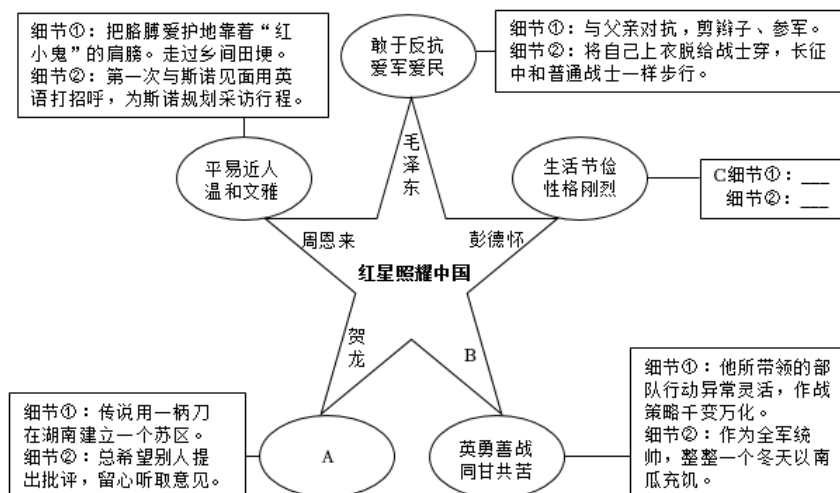 细节①：把胳膊爱护地靠着“红
小鬼”的肩膀。走过乡间田埂。
细节②：第一次与斯诺见面用英
语打招呼，为斯诺规划采访行程。
敢于反抗
爱军爱民
细节①：与父亲对抗，剪辫子、参军。
细节②：将自己上衣脱给战士穿，长征
中和普通战士一样步行。
平易近人
温和文雅
毛泽东
生活节俭
性格刚烈
C细节①：___
细节②：___
周恩来
彭德怀
红星照耀中国
贺龙
B
细节①：传说用一柄刀
在湖南建立一个苏区。
细节②：总希望别人提
出批评，留心听取意见。
A
英勇善战
同甘共苦
细节①：他所带领的部
队行动异常灵活，作战
策略千变万化。
细节②：作为全军统
帅，整整一个冬天以南
瓜充饥。